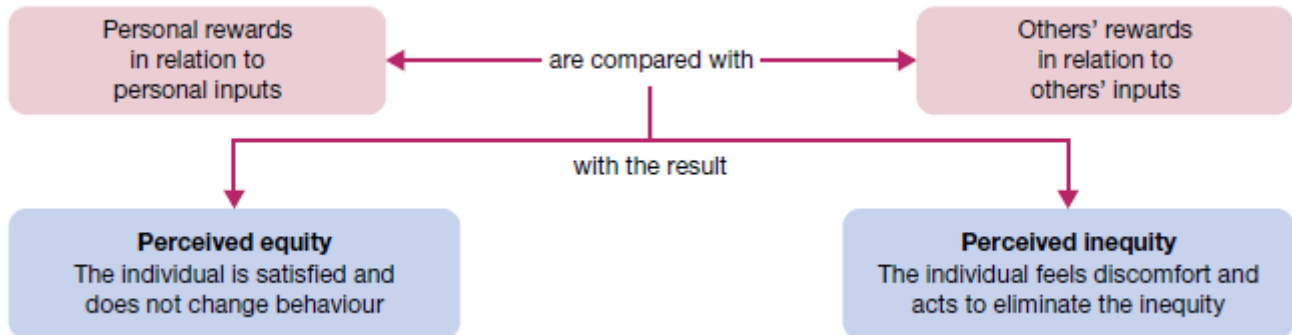 Personal rewards
in relation to
personal inputs
are compared with
Others' rewards
in relation to
others' inputs
with the result
Perceived equity
The individual is satisfied and
does not change behaviour
Perceived inequity
The individual feels discomfort and
acts to eliminate the inequity